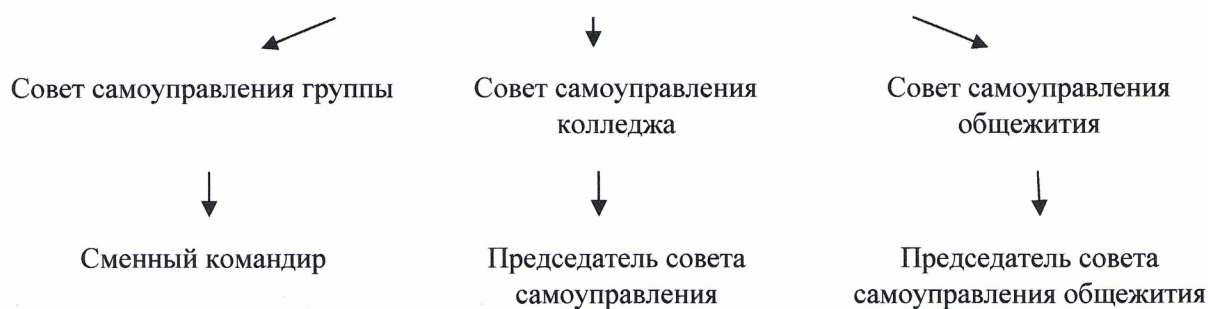 Совет самоуправления группы
Совет самоуправления
колледжа
Совет самоуправления
общежития
Сменный командир
Председатель совета
самоуправления
Председатель совета
самоуправления общежития